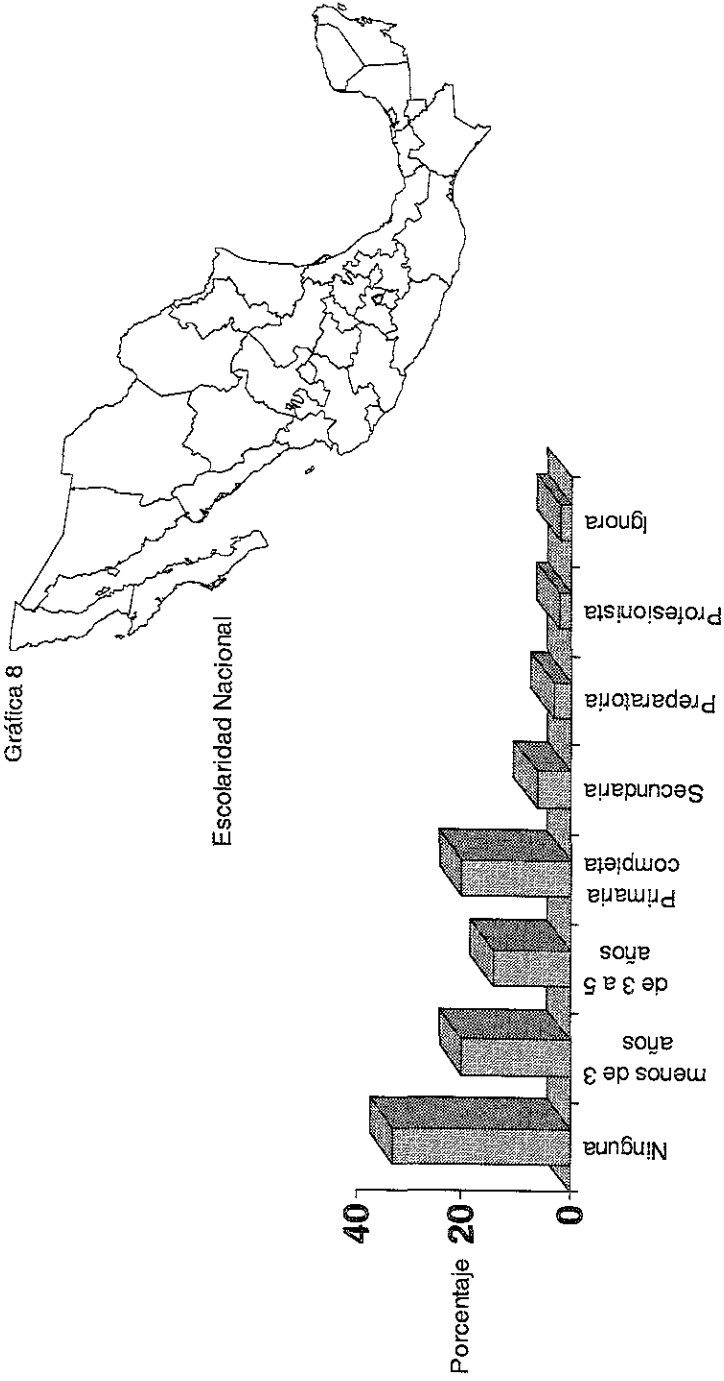 Gráfica 8
Escolaridad Nacional
Porcentaje
40
20
0
Ninguna
menos de 3
años
de 3 a 5
años
Primaria
completa
Secundaria
Preparatoria
Profesionista
Ignora